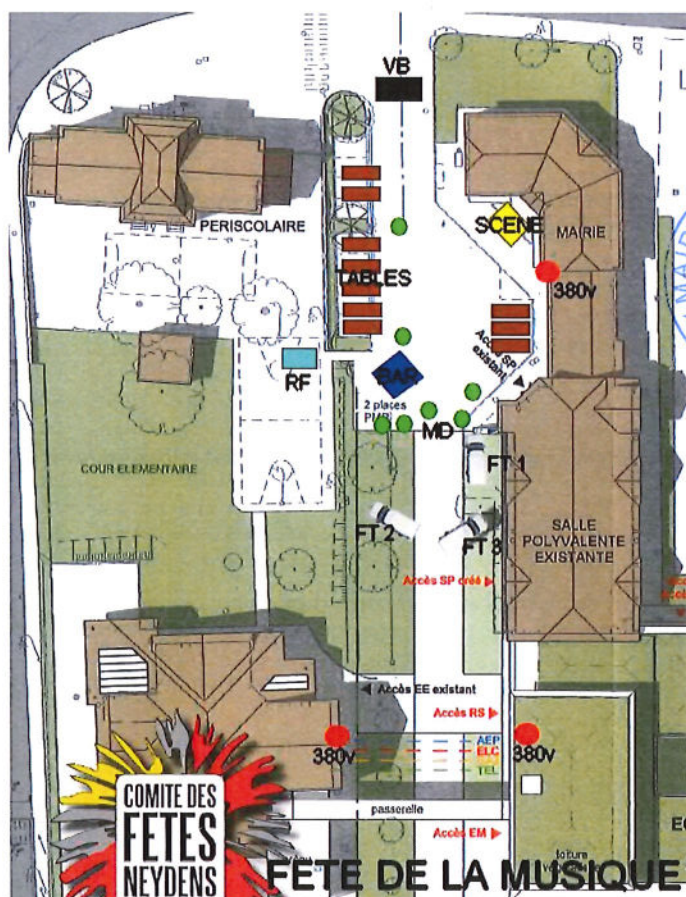 VB
L
PERISCOLAIRE
SCENE
MAIRIE
MAIR
TABLES
380v
Accès SP
existant
RF
BAR
2 places
PMR
MD
COUR ELEMENTAIRE
FT 1
FT 2
FT 3
SALLE
POLYVALENTE
EXISTANTE
Accès SP créé
Accès EE existant
Accès RS
380v
380v
AEP
ELC
TEL
COMITE DES
FETES
NEYDENS
passerelle
Accès EM
toiture
FETE DE LA MUSIQUE